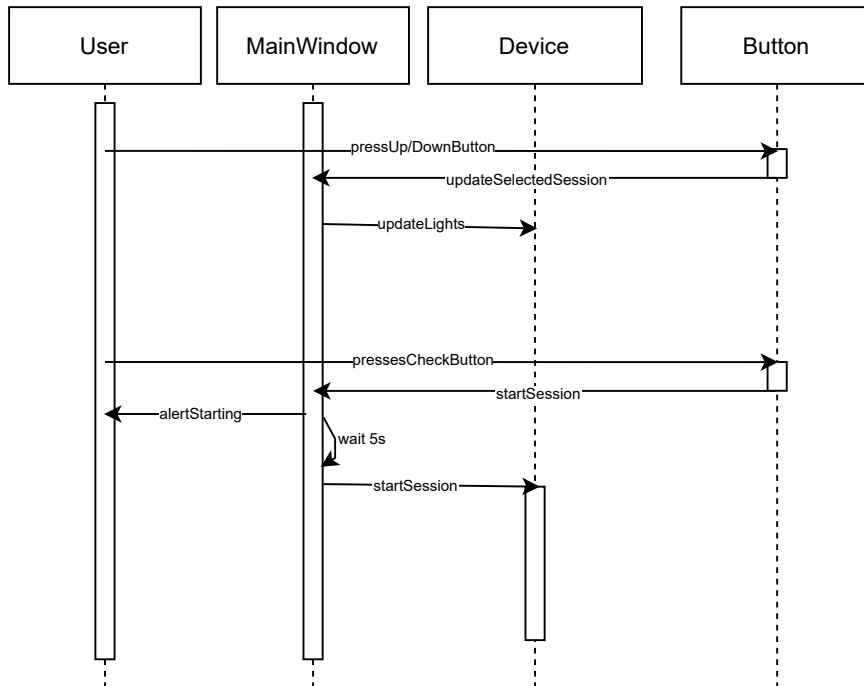 User
MainWindow
Device
Button
pressUp/DownButton
updateSelectedSession
updateLights
pressesCheckButton
startSession
alertStarting
wait 5s
startSession